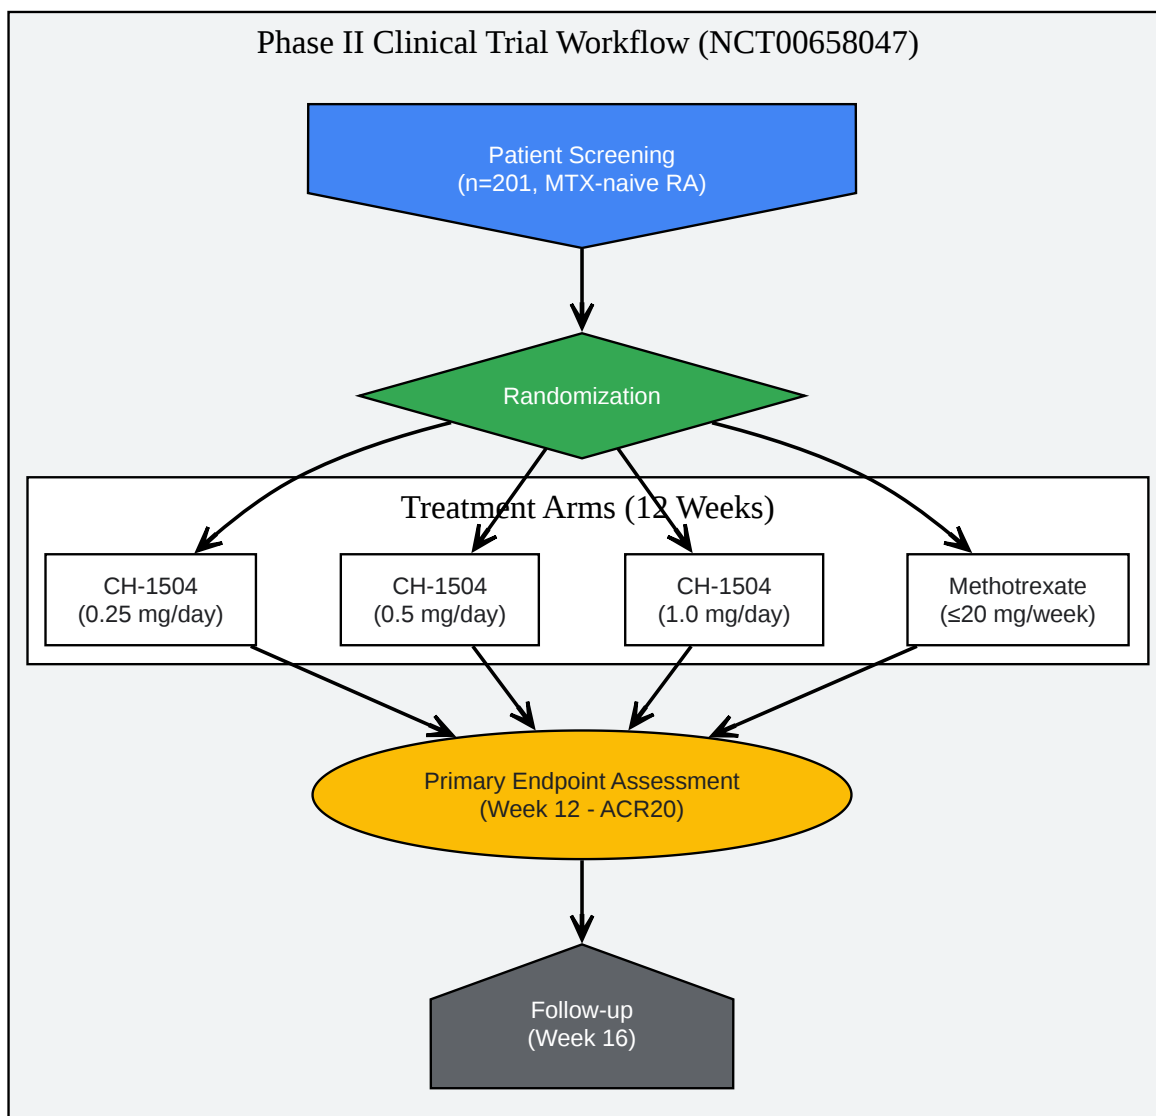 Phase II Clinical Trial Workflow (NCT00658047)
Patient Screening
(n=201, MTX-naive RA)
Randomization
Treatment Arms (12 Weeks)
CH-1504
(0.25 mg/day)
CH-1504
(0.5 mg/day)
CH-1504
(1.0 mg/day)
Methotrexate
(≤20 mg/week)
Primary Endpoint Assessment
(Week 12 - ACR20)
Follow-up
(Week 16)